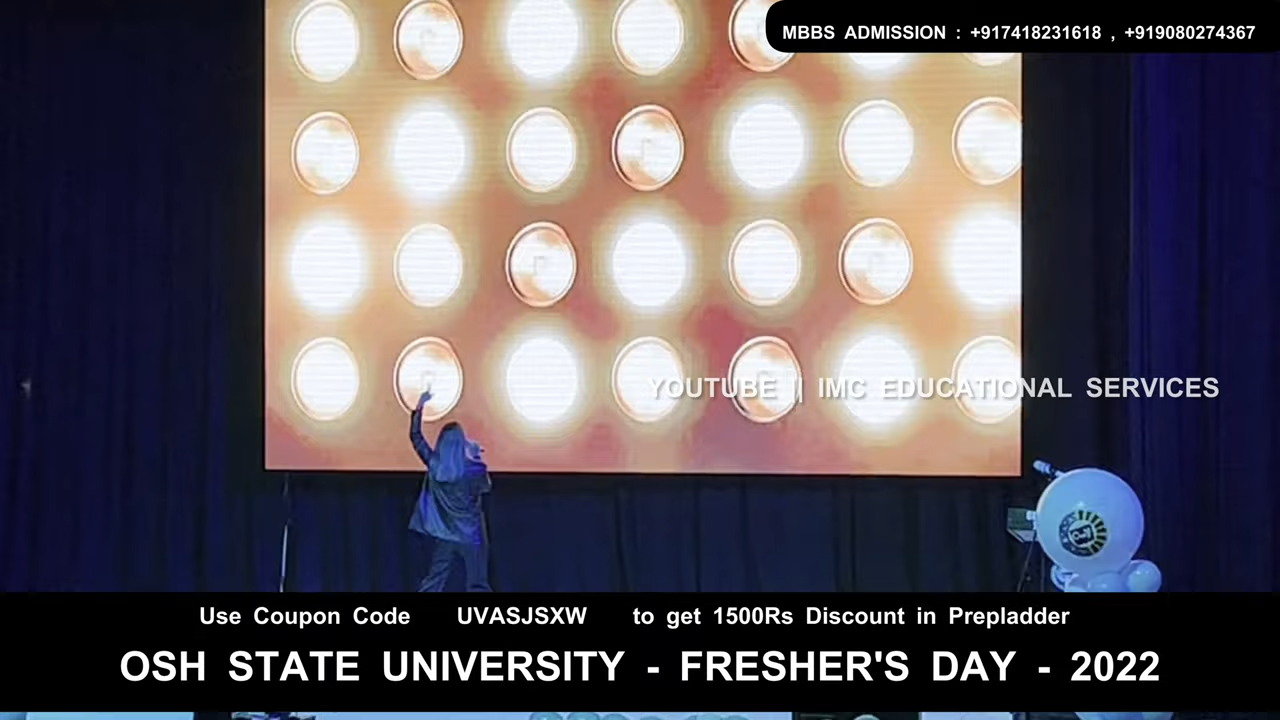 MBBS ADMISSION : +917418231618 , +919080274367
YOUTUBE || IMC EDUCATIONAL SERVICES
Use Coupon Code UVASJSXW to get 1500Rs Discount in Prepladder
OSH STATE UNIVERSITY - FRESHER'S DAY - 2022